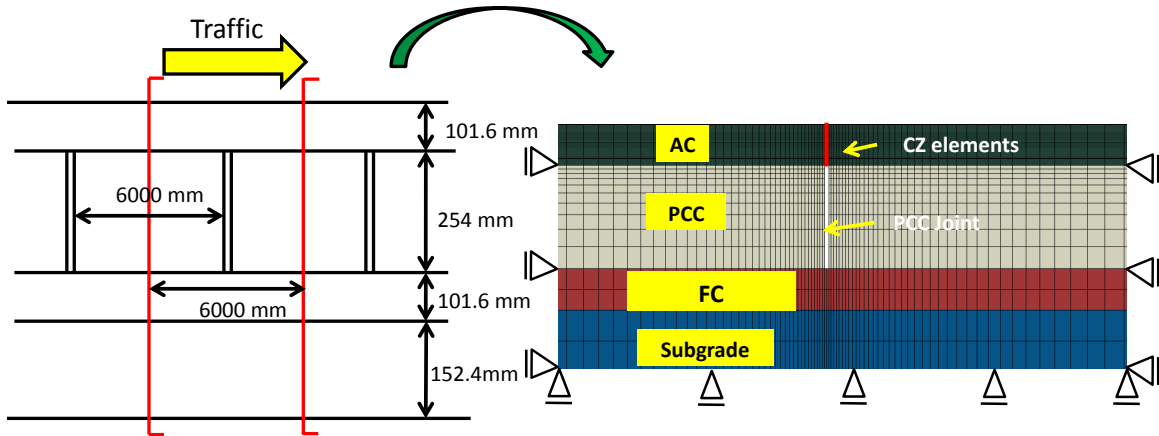 Traffic
101.6 mm
6000 mm
254 mm
6000 mm
101.6 mm
152.4mm
AC
CZ elements
PCC
PCC Joint
FC
Subgrade